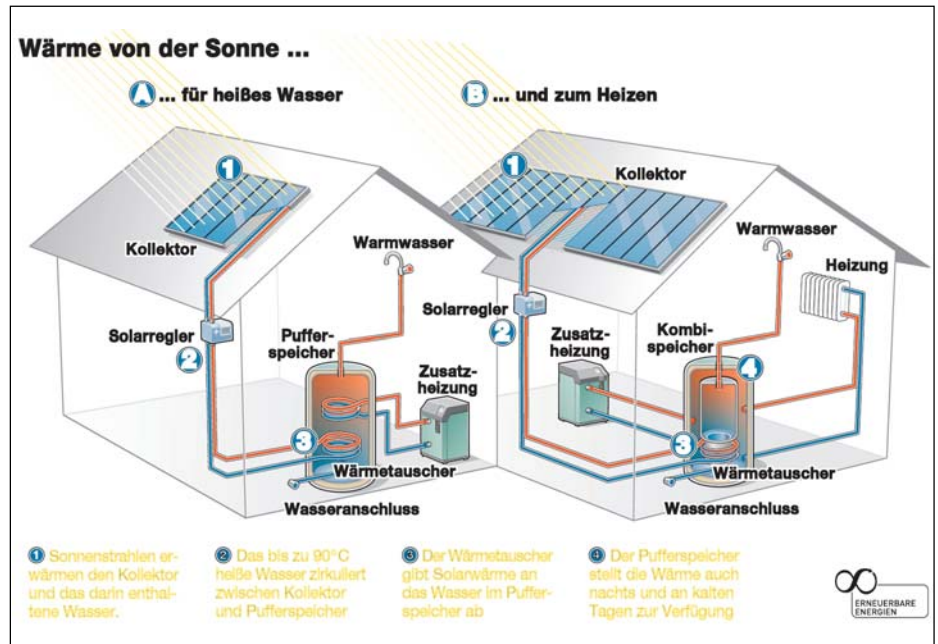 Wärme von der Sonne ...
A ... für heißes Wasser
B ... und zum Heizen
1
Kollektor
Warmwasser
Solarregler
2
Puffer-
speicher
Zusatz-
heizung
3
Wärmetauscher
Wasseranschluss
1
Kollektor
Warmwasser
Heizung
Solarregler
2
Zusatz-
heizung
Kombi-
speicher
4
3
Wärmetauscher
Wasseranschluss
1 Sonnenstrahlen er-
wärmen den Kollektor
und das darin enthal-
tene Wasser.
2 Das bis zu 90°C
heiße Wasser zirkuliert
zwischen Kollektor
und Pufferspeicher
3 Der Wärmetauscher
gibt Solarwärme an
das Wasser im Puffer-
speicher ab
4 Der Pufferspeicher
stellt die Wärme auch
nachts und an kalten
Tagen zur Verfügung
ERNEUERBARE
ENERGIEN